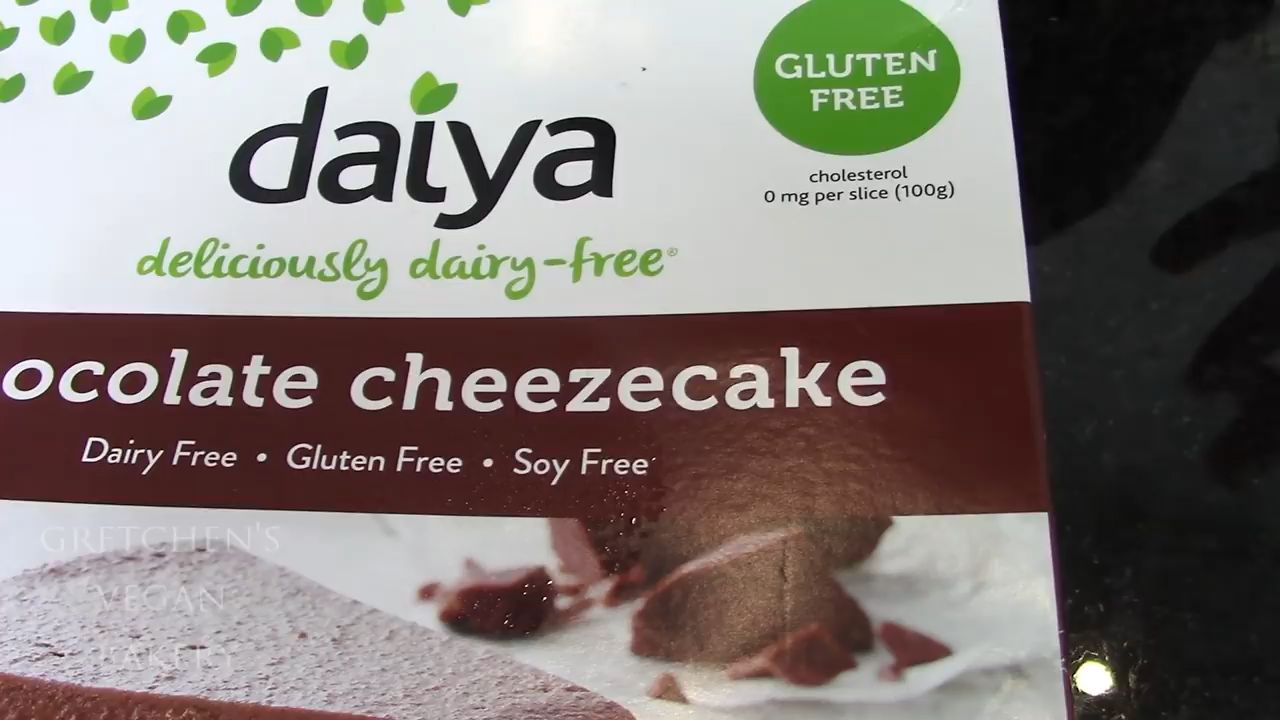 GLUTEN
FREE
cholesterol
0 mg per slice (100g)
daiya
deliciously dairy-free®
ocolate cheezecake
Dairy Free • Gluten Free • Soy Free
GRETCHEN'S
VEGAN
BAKERY